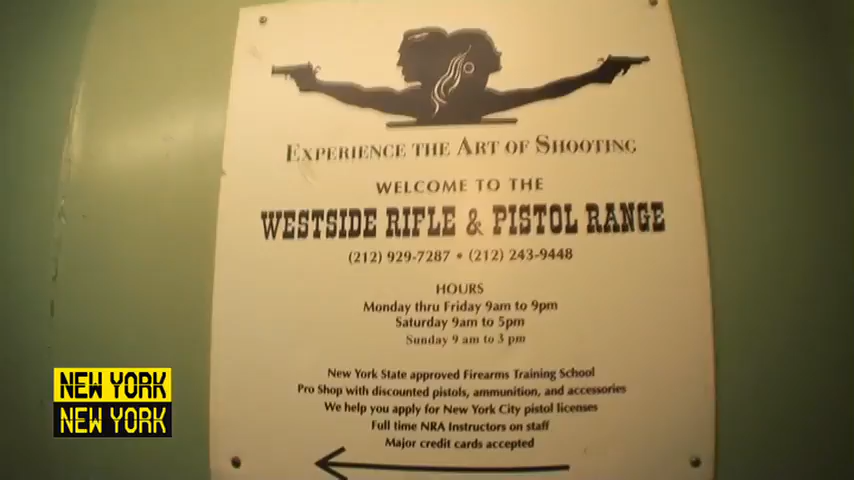 EXPERIENCE THE ART OF SHOOTING
WELCOME TO THE
WESTSIDE RIFLE & PISTOL RANGE
(212) 929-7287 • (212) 243-9448
HOURS
Monday thru Friday 9am to 9pm
Saturday 9am to 5pm
Sunday 9 am to 3 pm
New York State approved Firearms Training School
Pro Shop with discounted pistols, ammunition, and accessories
We help you apply for New York City pistol licenses
Full time NRA Instructors on staff
Major credit cards accepted
NEW YORK
NEW YORK